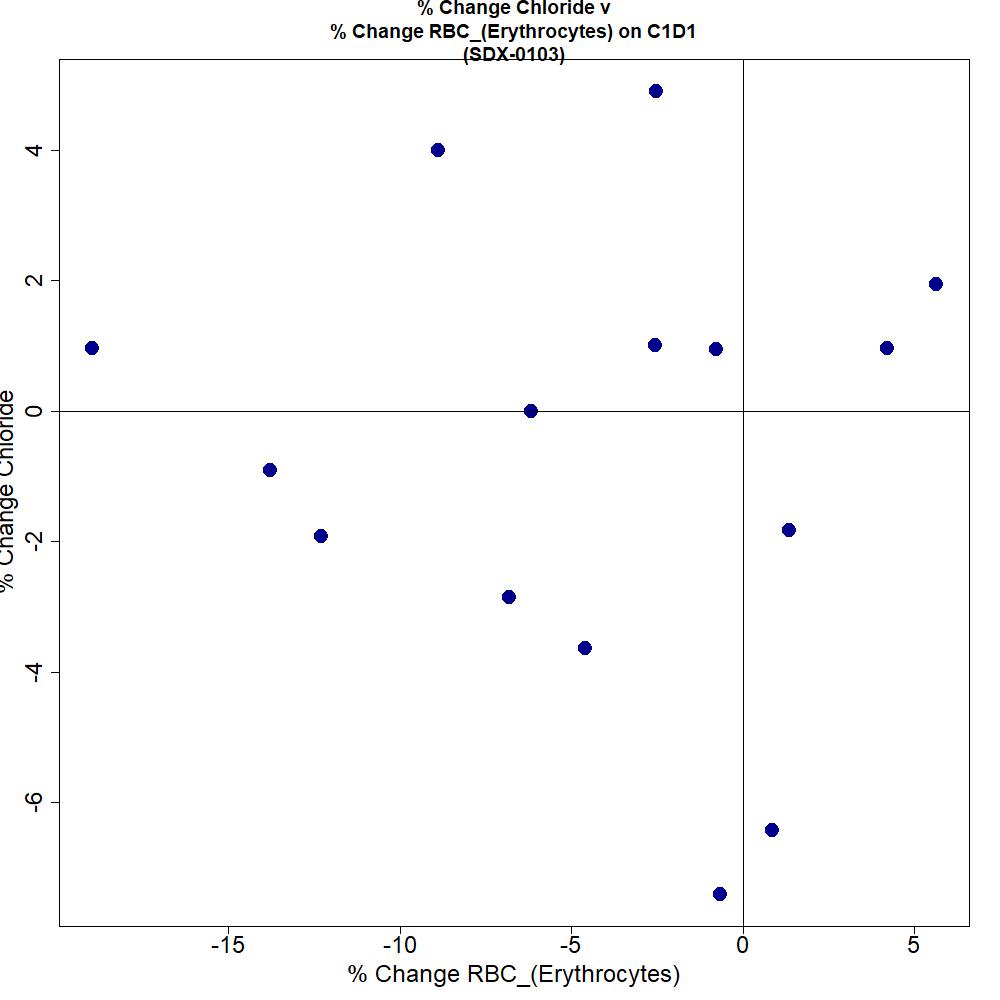 % Change Chloride v
% Change RBC_(Erythrocytes) on C1D1
(SDX-0103)
% Change Chloride
4
2
0
-2
-4
-6
-15
-10
-5
0
5
% Change RBC_(Erythrocytes)